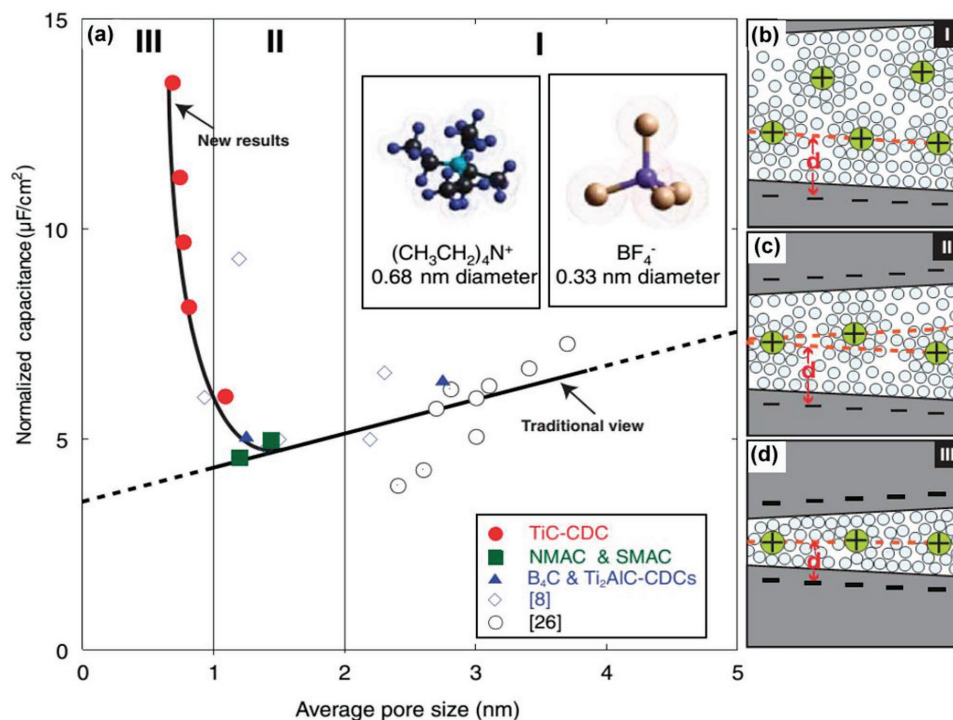 (a)
III
II
I
15
10
5
0
Normalized capacitance (µF/cm²)
New results
(CH₃CH₂)₄N⁺
0.68 nm diameter
BF₄⁻
0.33 nm diameter
Traditional view
TiC-CDC
NMAC & SMAC
B₄C & Ti₂AlC-CDCs
[8]
[26]
0
1
2
3
4
5
Average pore size (nm)
(b)
I
d
(c)
II
d
(d)
III
d